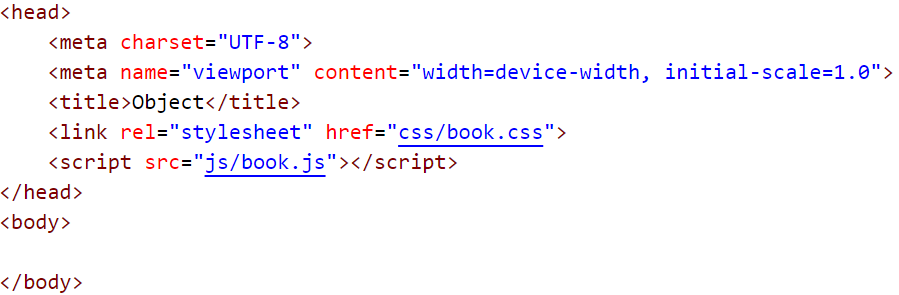 <head>
    <meta charset="UTF-8">
    <meta name="viewport" content="width=device-width, initial-scale=1.0">
    <title>Object</title>
    <link rel="stylesheet" href="css/book.css">
    <script src="js/book.js"></script>
</head>
<body>
</body>